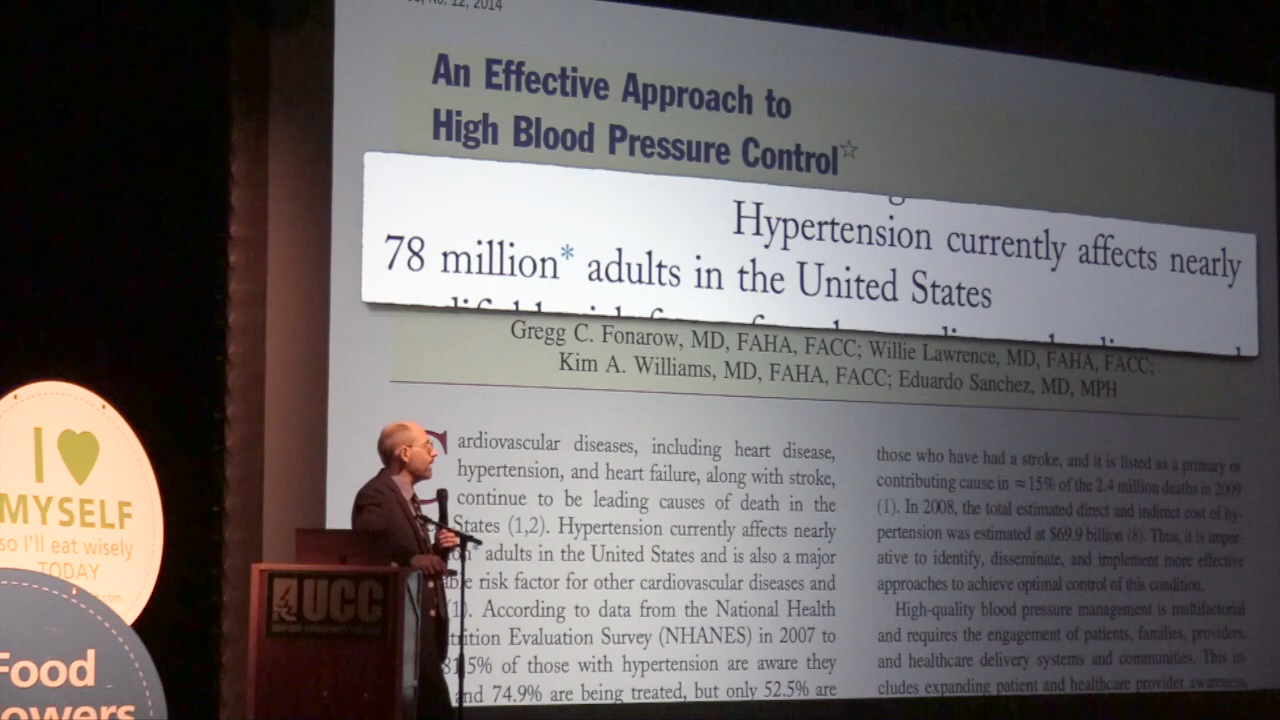 No. 12, 2014
An Effective Approach to
High Blood Pressure Control☆
Hypertension currently affects nearly
78 million* adults in the United States
Gregg C. Fonarow, MD, FAHA, FACC; Willie Lawrence, MD, FAHA, FACC;
Kim A. Williams, MD, FAHA, FACC; Eduardo Sanchez, MD, MPH
ardiovascular diseases, including heart disease,
hypertension, and heart failure, along with stroke,
continue to be leading causes of death in the
States (1,2). Hypertension currently affects nearly
adults in the United States and is also a major
risk factor for other cardiovascular diseases and
(1). According to data from the National Health
Evaluation Survey (NHANES) in 2007 to
81.5% of those with hypertension are aware they
and 74.9% are being treated, but only 52.5% are
those who have had a stroke, and it is listed as a primary or
contributing cause in ≈15% of the 2.4 million deaths in 2009
(1). In 2008, the total estimated direct and indirect cost of hy-
pertension was estimated at $69.9 billion (8). Thus, it is imper-
ative to identify, disseminate, and implement more effective
approaches to achieve optimal control of this condition.
High-quality blood pressure management is multifactorial
and requires the engagement of patients, families, providers,
and healthcare delivery systems and communities. This in-
cludes expanding patient and healthcare provider awareness,
I ♥
MYSELF
so I'll eat wisely
TODAY
Food
UCC